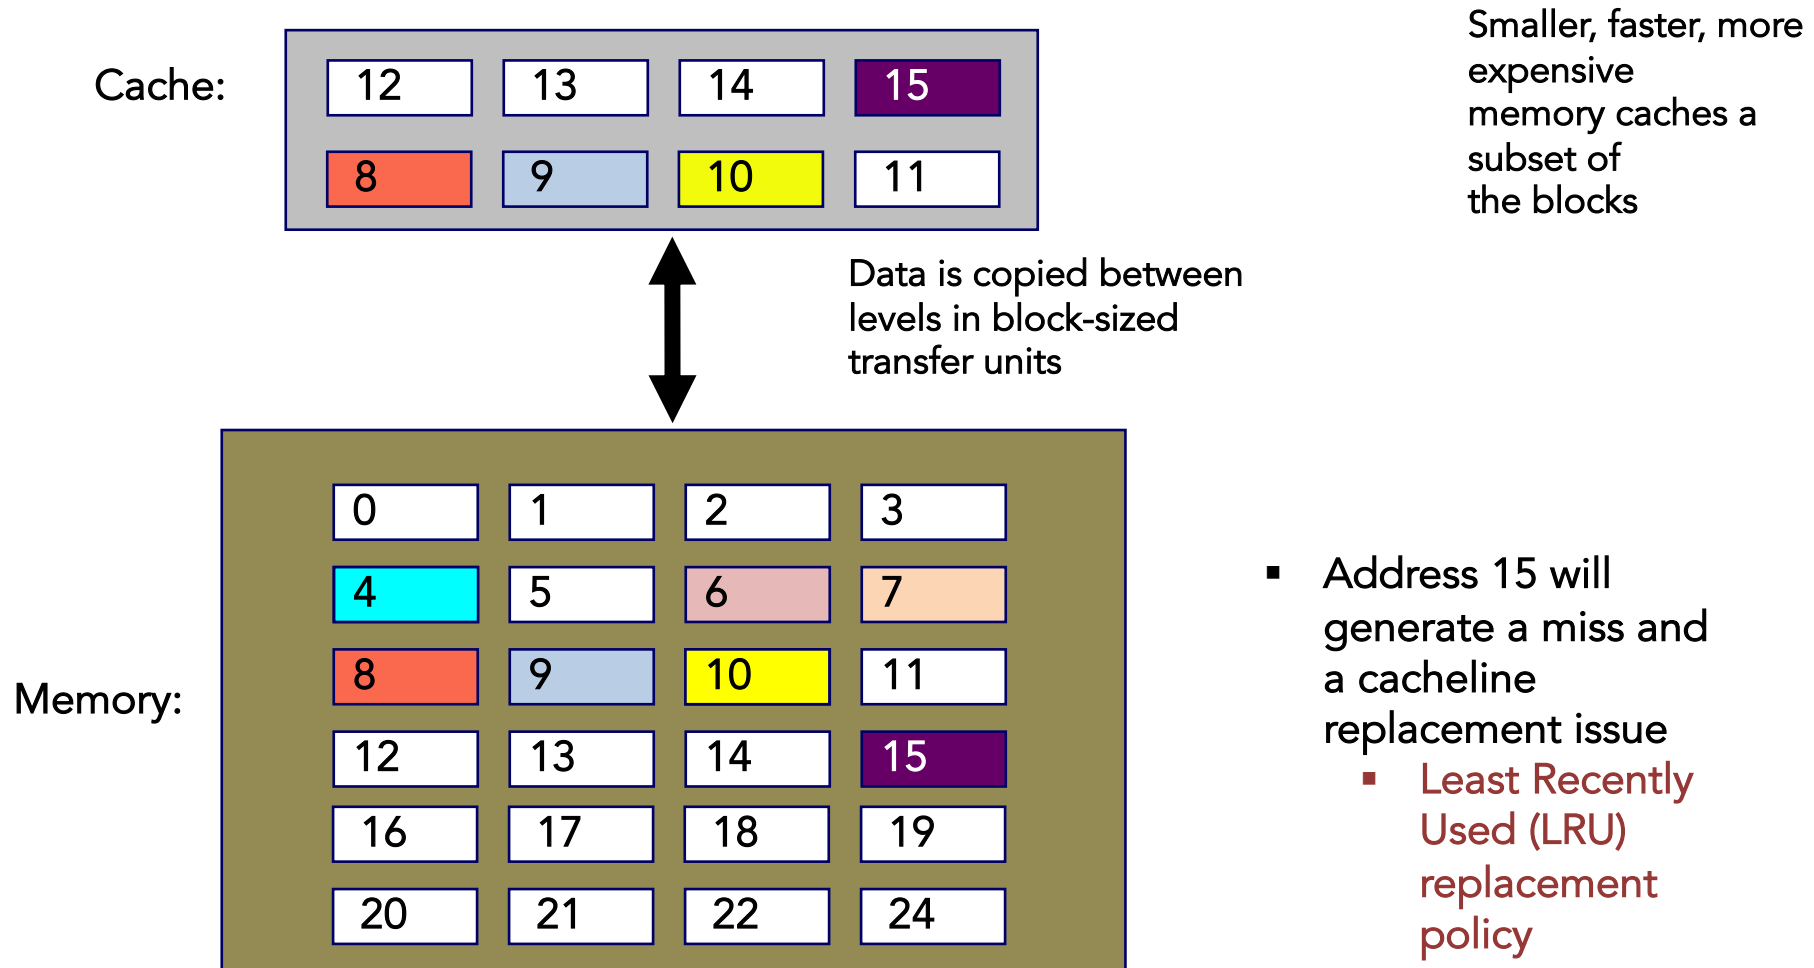 Cache:
12 13 14 15
8 9 10 11
Smaller, faster, more
expensive
memory caches a
subset of
the blocks
Data is copied between
levels in block-sized
transfer units
Memory:
0 1 2 3
4 5 6 7
8 9 10 11
12 13 14 15
16 17 18 19
20 21 22 24
▪ Address 15 will
generate a miss and
a cacheline
replacement issue
▪ Least Recently
Used (LRU)
replacement
policy